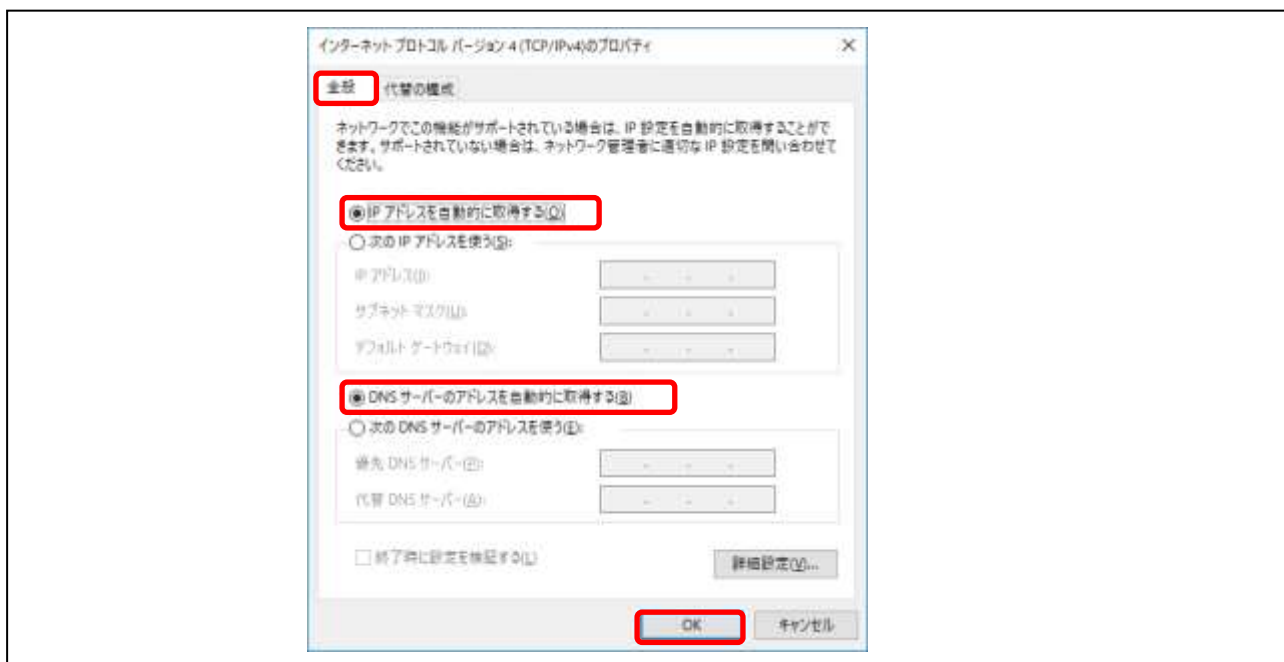 インターネット プロトコル バージョン 4 (TCP/IPv4)のプロパティ
全般
代替の構成
ネットワークでこの機能がサポートされている場合は、IP 設定を自動的に取得することがで
きます。サポートされていない場合は、ネットワーク管理者に適切な IP 設定を問い合わせて
ください。
IP アドレスを自動的に取得する(O)
次の IP アドレスを使う(S):
IP アドレス(I):
サブネット マスク(U):
デフォルト ゲートウェイ(D):
DNS サーバーのアドレスを自動的に取得する(B)
次の DNS サーバーのアドレスを使う(E):
優先 DNS サーバー(P):
代替 DNS サーバー(A):
終了時に設定を検証する(L)
詳細設定(V)...
OK
キャンセル